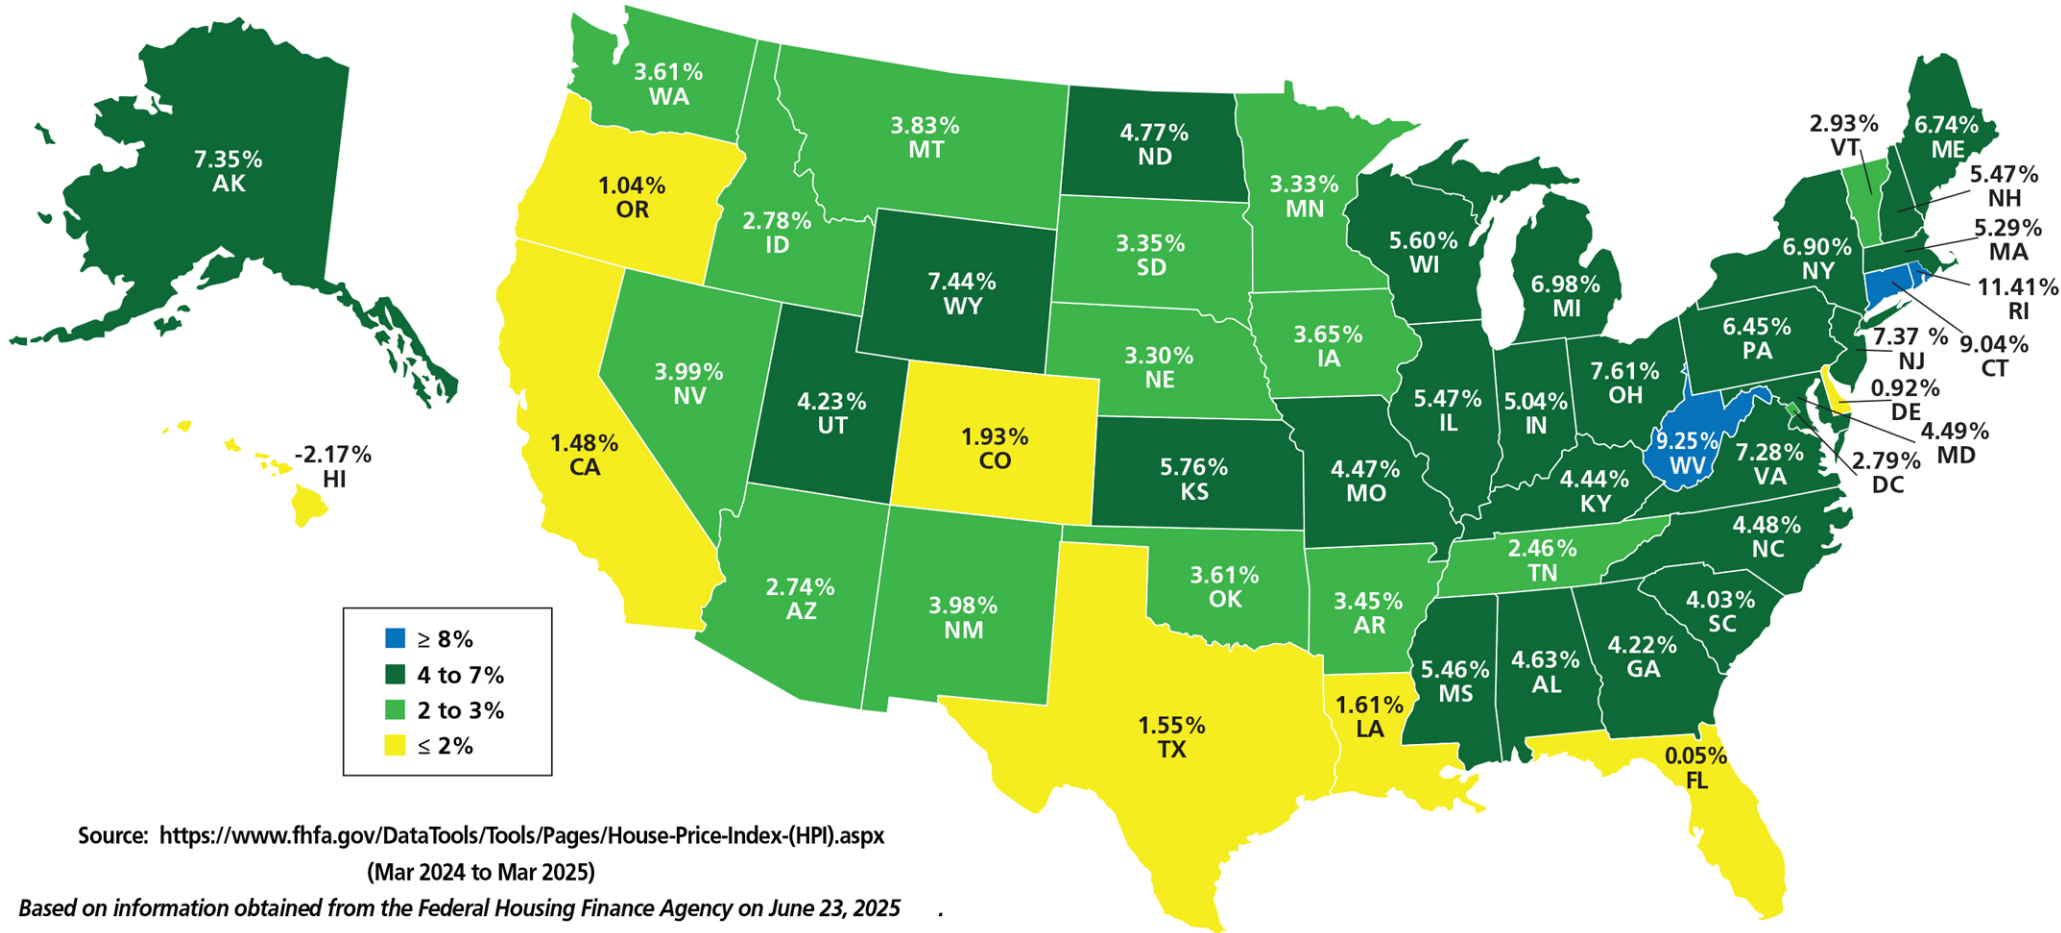 7.35%
AK
-2.17%
HI
3.61%
WA
1.04%
OR
1.48%
CA
2.78%
ID
3.99%
NV
3.83%
MT
7.44%
WY
4.23%
UT
1.93%
CO
2.74%
AZ
3.98%
NM
4.77%
ND
3.35%
SD
3.30%
NE
5.76%
KS
3.61%
OK
1.55%
TX
3.33%
MN
3.65%
IA
4.47%
MO
3.45%
AR
1.61%
LA
5.60%
WI
5.47%
IL
6.98%
MI
5.04%
IN
7.61%
OH
4.44%
KY
2.46%
TN
5.46%
MS
4.63%
AL
4.22%
GA
0.05%
FL
4.03%
SC
4.48%
NC
7.28%
VA
9.25%
WV
6.45%
PA
6.90%
NY
2.93%
VT
6.74%
ME
5.47%
NH
5.29%
MA
11.41%
RI
9.04%
CT
7.37 %
NJ
0.92%
DE
4.49%
MD
2.79%
DC
≥ 8%
4 to 7%
2 to 3%
≤ 2%
Source: https://www.fhfa.gov/DataTools/Tools/Pages/House-Price-Index-(HPI).aspx
(Mar 2024 to Mar 2025)
Based on information obtained from the Federal Housing Finance Agency on June 23, 2025 .